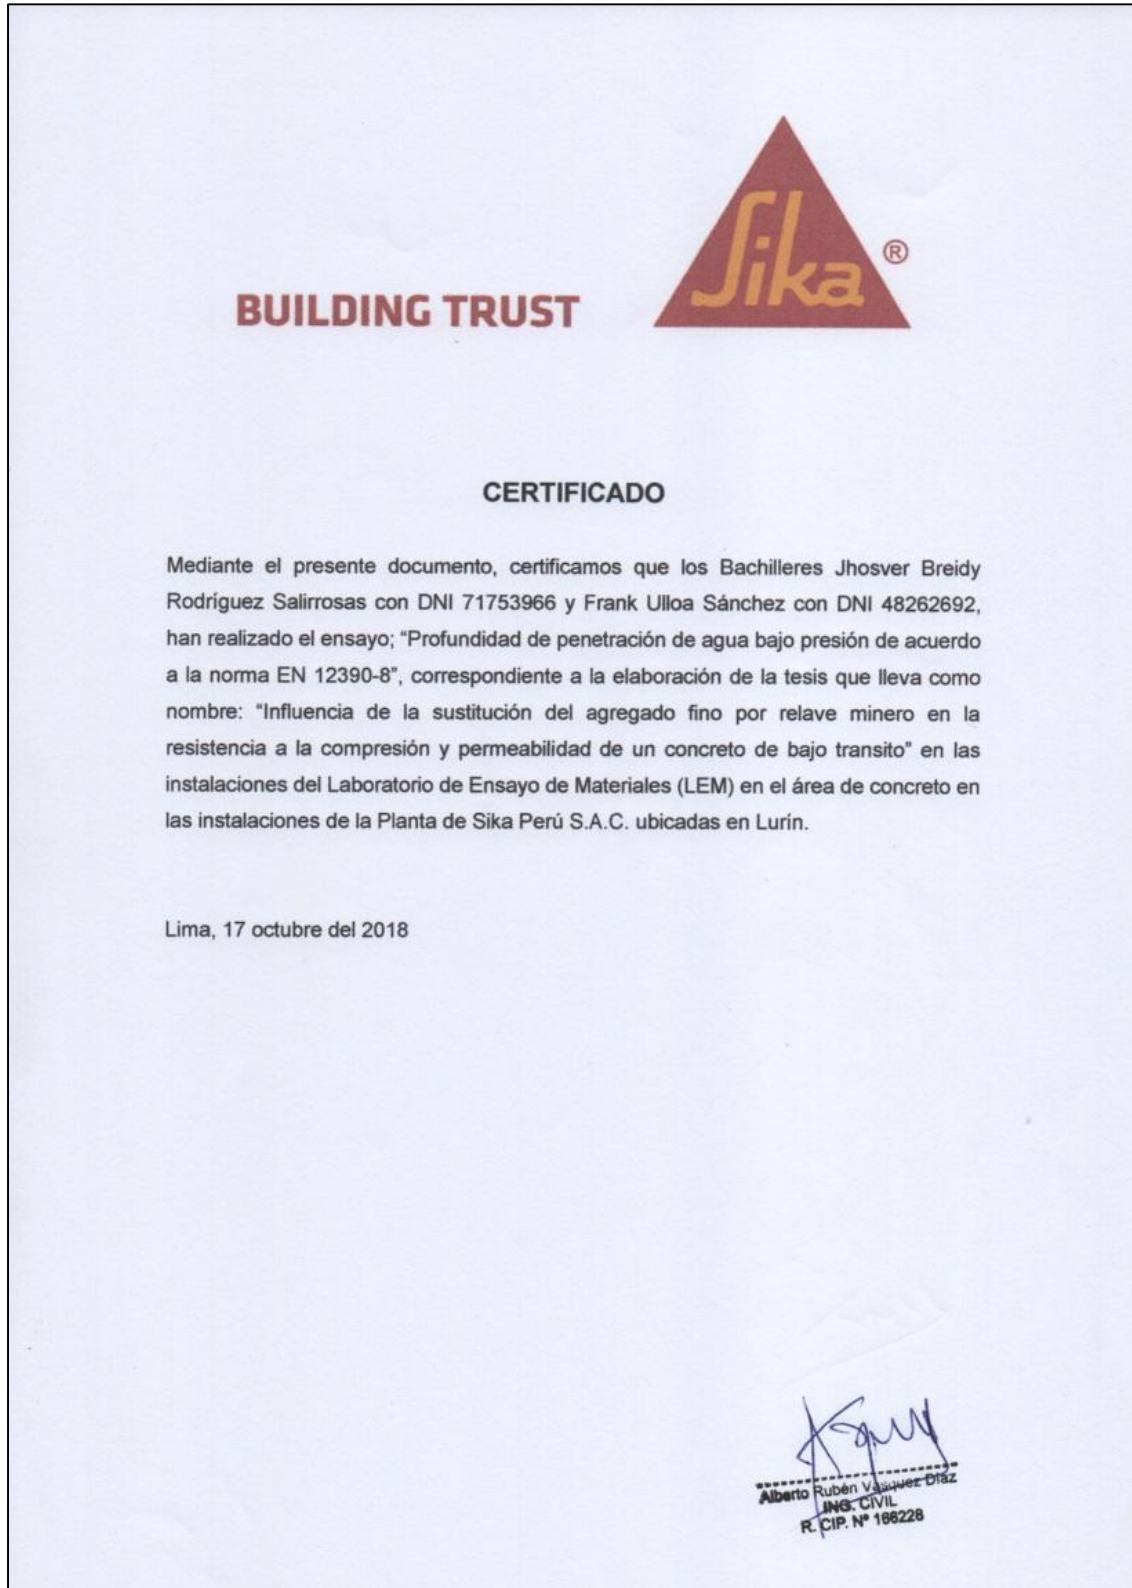 Sika®
BUILDING TRUST
CERTIFICADO
Mediante el presente documento, certificamos que los Bachilleres Jhosver Breidy
Rodríguez Salirrosas con DNI 71753966 y Frank Ulloa Sánchez con DNI 48262692,
han realizado el ensayo; “Profundidad de penetración de agua bajo presión de acuerdo
a la norma EN 12390-8”, correspondiente a la elaboración de la tesis que lleva como
nombre: “Influencia de la sustitución del agregado fino por relave minero en la
resistencia a la compresión y permeabilidad de un concreto de bajo transito” en las
instalaciones del Laboratorio de Ensayo de Materiales (LEM) en el área de concreto en
las instalaciones de la Planta de Sika Perú S.A.C. ubicadas en Lurín.
Lima, 17 octubre del 2018
Alberto Rubén Vásquez Díaz
ING. CIVIL
R. CIP. Nº 166228